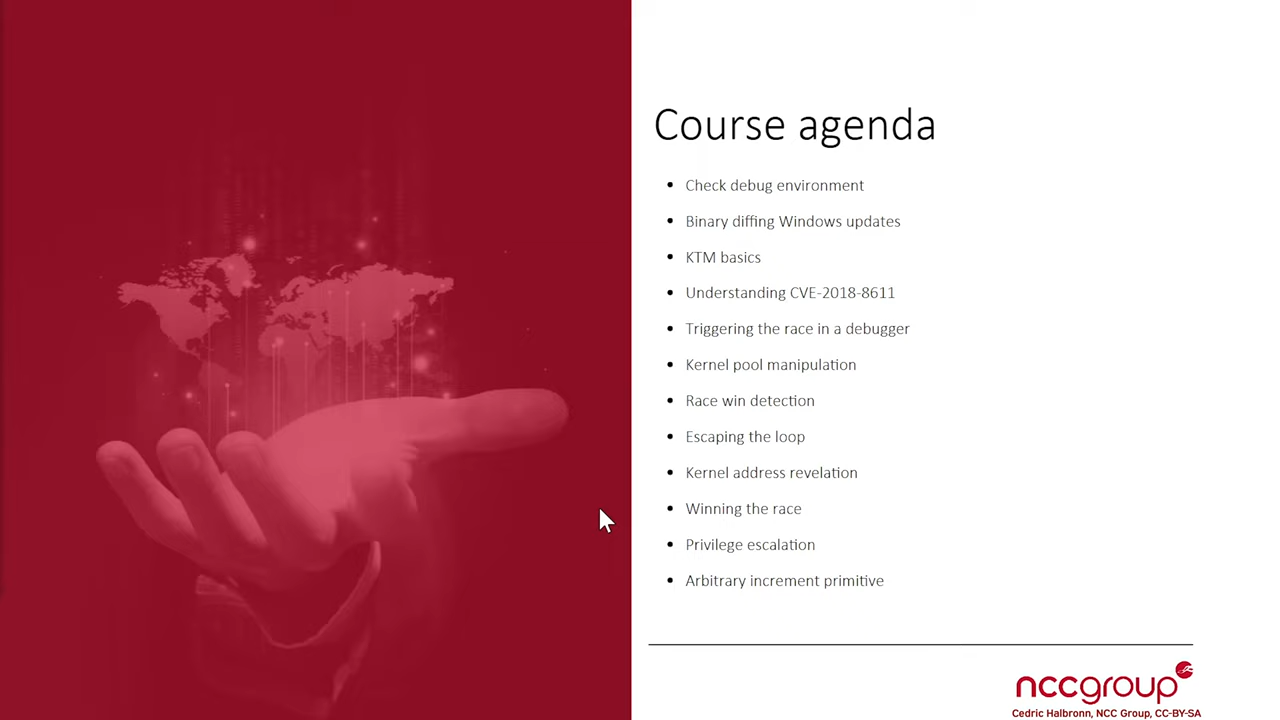 Course agenda
Check debug environment
Binary diffing Windows updates
KTM basics
Understanding CVE-2018-8611
Triggering the race in a debugger
Kernel pool manipulation
Race win detection
Escaping the loop
Kernel address revelation
Winning the race
Privilege escalation
Arbitrary increment primitive
nccgroup
Cedric Halbronn, NCC Group, CC-BY-SA